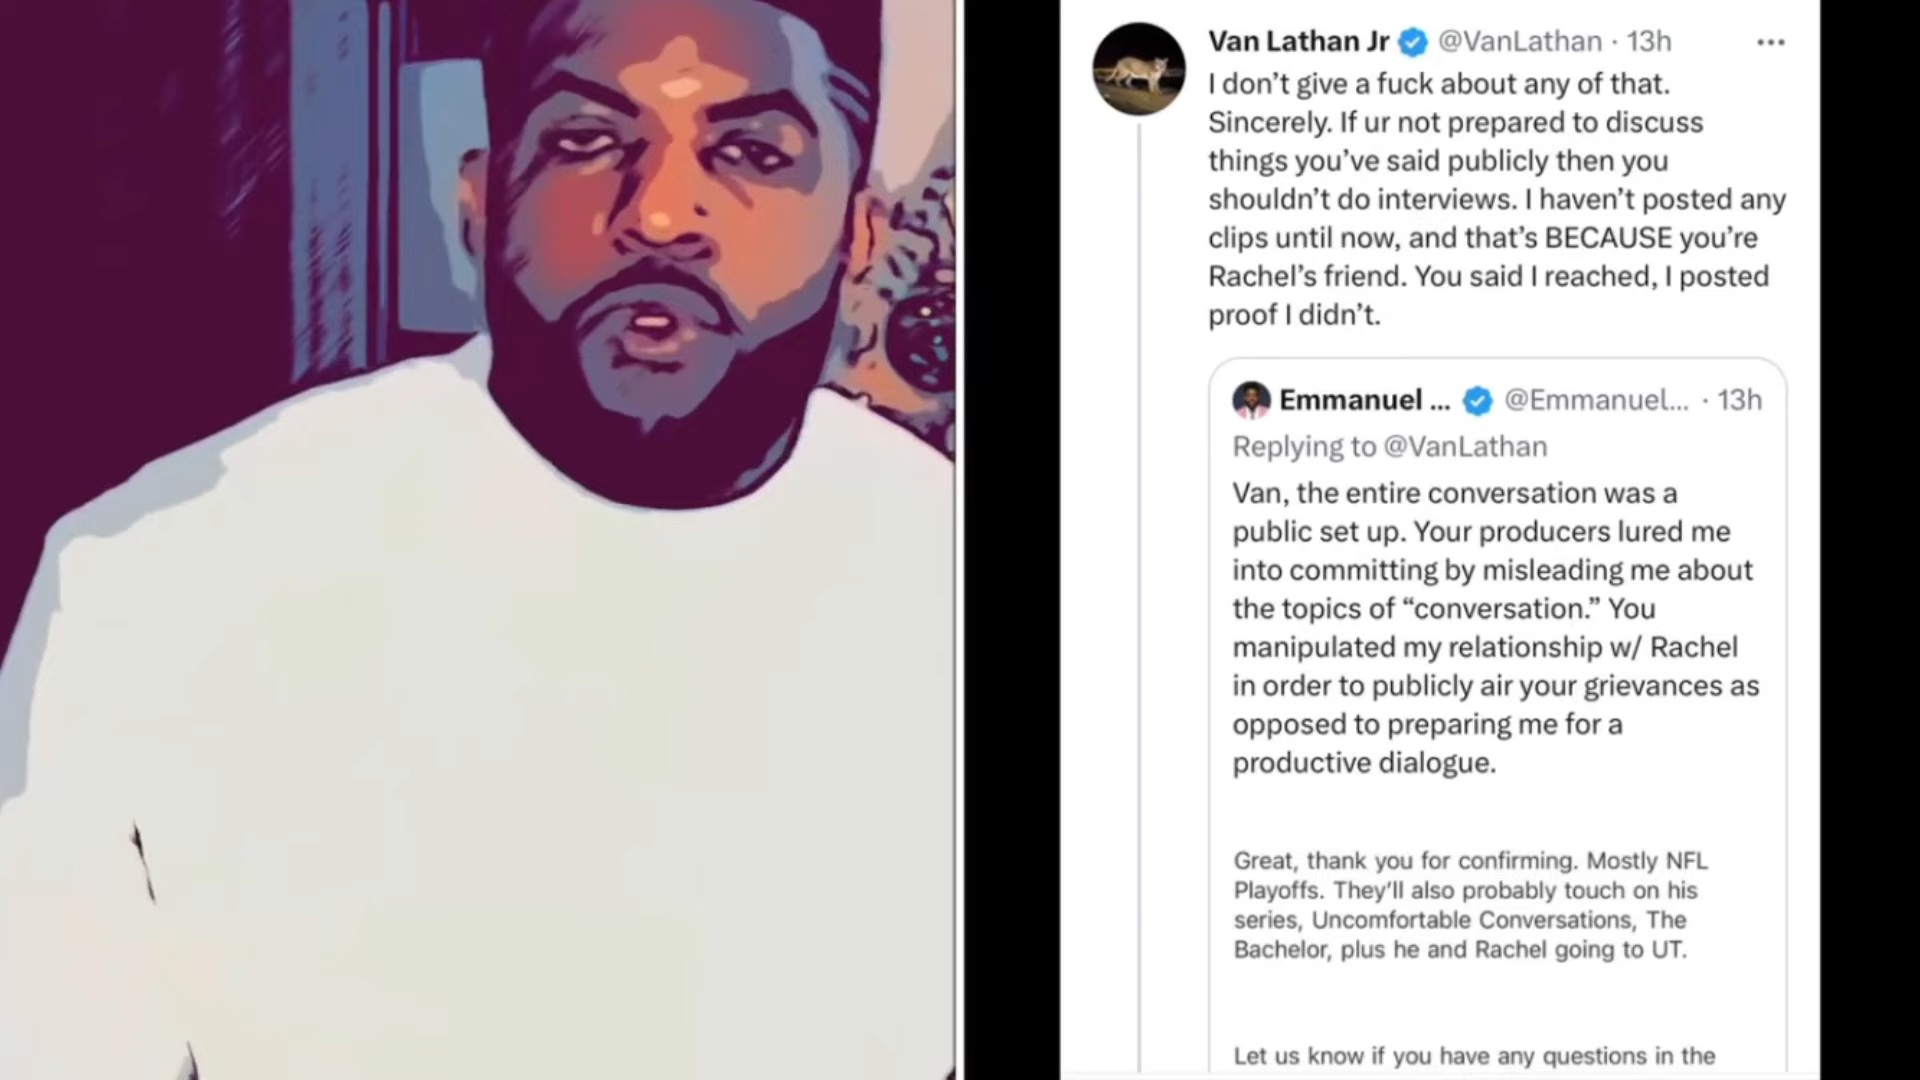 Van Lathan Jr @VanLathan · 13h
I don’t give a fuck about any of that.
Sincerely. If ur not prepared to discuss
things you’ve said publicly then you
shouldn’t do interviews. I haven’t posted any
clips until now, and that’s BECAUSE you’re
Rachel’s friend. You said I reached, I posted
proof I didn’t.
Emmanuel ... @Emmanuel... · 13h
Replying to @VanLathan
Van, the entire conversation was a
public set up. Your producers lured me
into committing by misleading me about
the topics of “conversation.” You
manipulated my relationship w/ Rachel
in order to publicly air your grievances as
opposed to preparing me for a
productive dialogue.
Great, thank you for confirming. Mostly NFL
Playoffs. They’ll also probably touch on his
series, Uncomfortable Conversations, The
Bachelor, plus he and Rachel going to UT.
Let us know if you have any questions in the